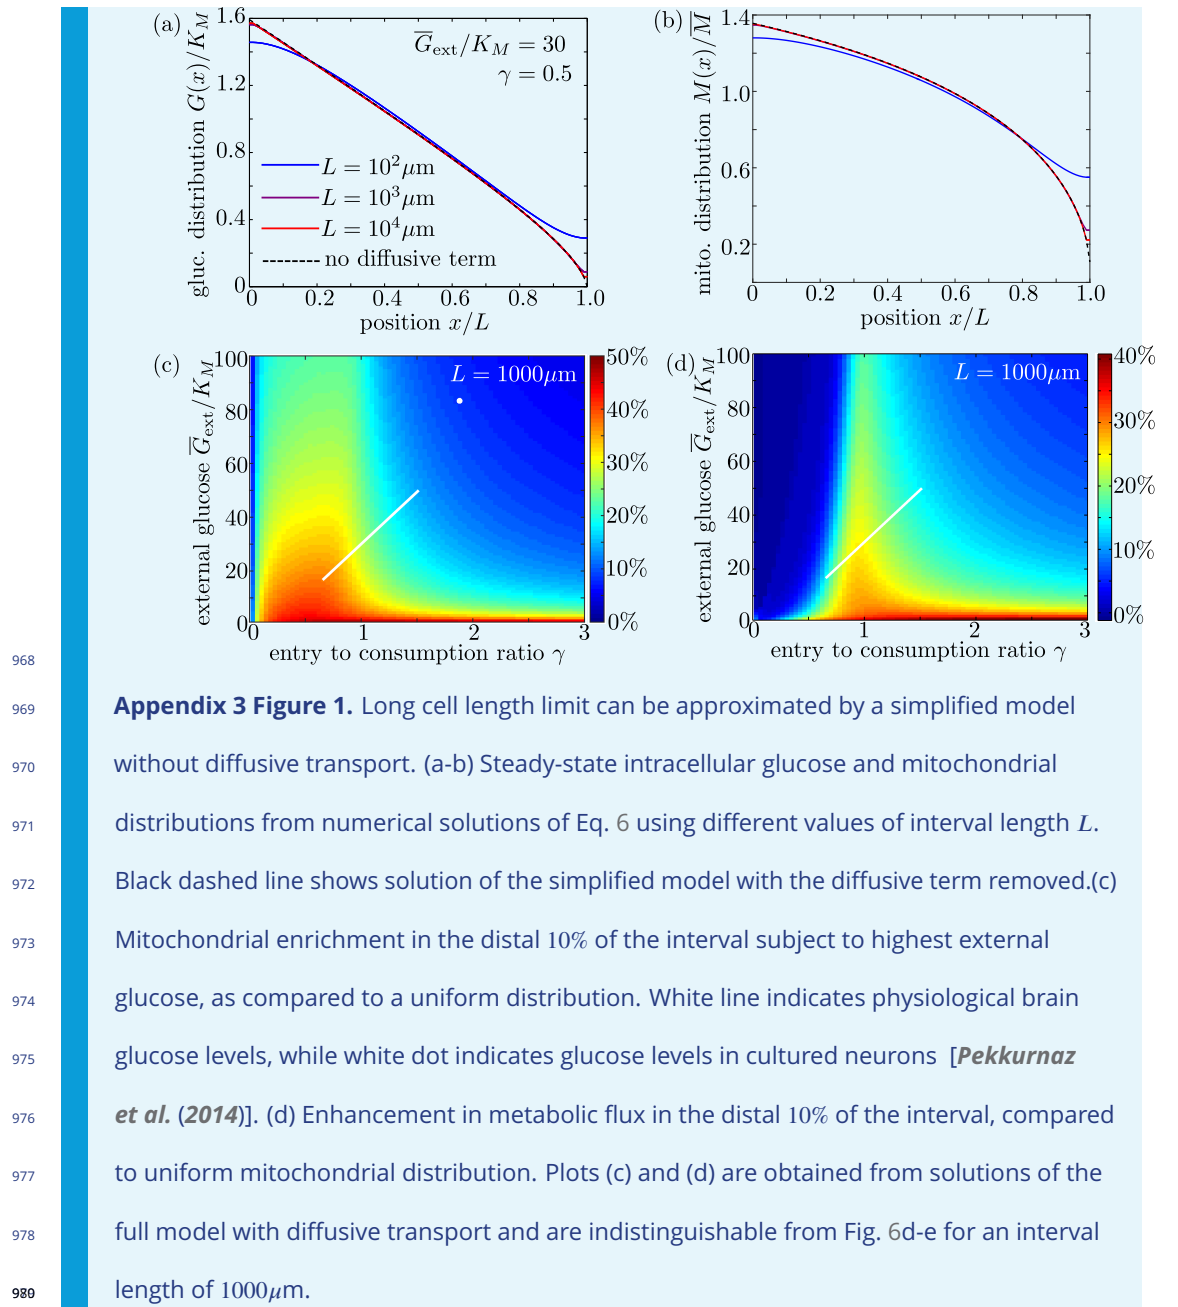 (a)
gluc. distribution G(x)/K_M
1.6
1.2
0.8
0.4
0
G̅_ext/K_M = 30
γ = 0.5
L = 10²μm
L = 10³μm
L = 10⁴μm
no diffusive term
0 0.2 0.4 0.6 0.8 1.0
position x/L
(b)
mito. distribution M(x)/M̅
1.4
1.0
0.6
0.2
0 0.2 0.4 0.6 0.8 1.0
position x/L
(c)
external glucose G̅_ext/K_M
100
80
60
40
20
0
L = 1000μm
50%
40%
30%
20%
10%
0%
0 1 2 3
entry to consumption ratio γ
(d)
external glucose G̅_ext/K_M
100
80
60
40
20
0
L = 1000μm
40%
30%
20%
10%
0%
0 1 2 3
entry to consumption ratio γ
968
969 Appendix 3 Figure 1. Long cell length limit can be approximated by a simplified model
970 without diffusive transport. (a-b) Steady-state intracellular glucose and mitochondrial
971 distributions from numerical solutions of Eq. 6 using different values of interval length L.
972 Black dashed line shows solution of the simplified model with the diffusive term removed.(c)
973 Mitochondrial enrichment in the distal 10% of the interval subject to highest external
974 glucose, as compared to a uniform distribution. White line indicates physiological brain
975 glucose levels, while white dot indicates glucose levels in cultured neurons [Pekkurnaz
976 et al. (2014)]. (d) Enhancement in metabolic flux in the distal 10% of the interval, compared
977 to uniform mitochondrial distribution. Plots (c) and (d) are obtained from solutions of the
978 full model with diffusive transport and are indistinguishable from Fig. 6d-e for an interval
length of 1000μm.